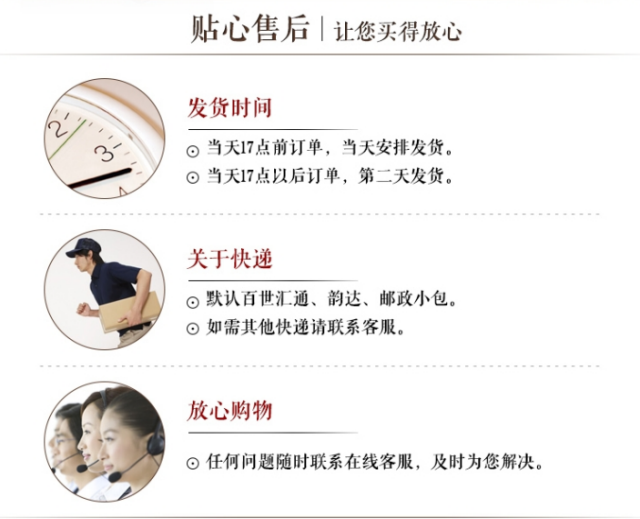 贴心售后|让您买得放心
发货时间
⊙ 当天17点前订单，当天安排发货。
⊙ 当天17点以后订单，第二天发货。
2
3
4
关于快递
⊙ 默认百世汇通、韵达、邮政小包。
⊙ 如需其他快递请联系客服。
放心购物
⊙ 任何问题随时联系在线客服，及时为您解决。